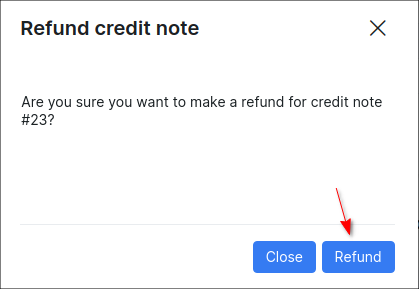 Refund credit note
Are you sure you want to make a refund for credit note
#23?
Close
Refund